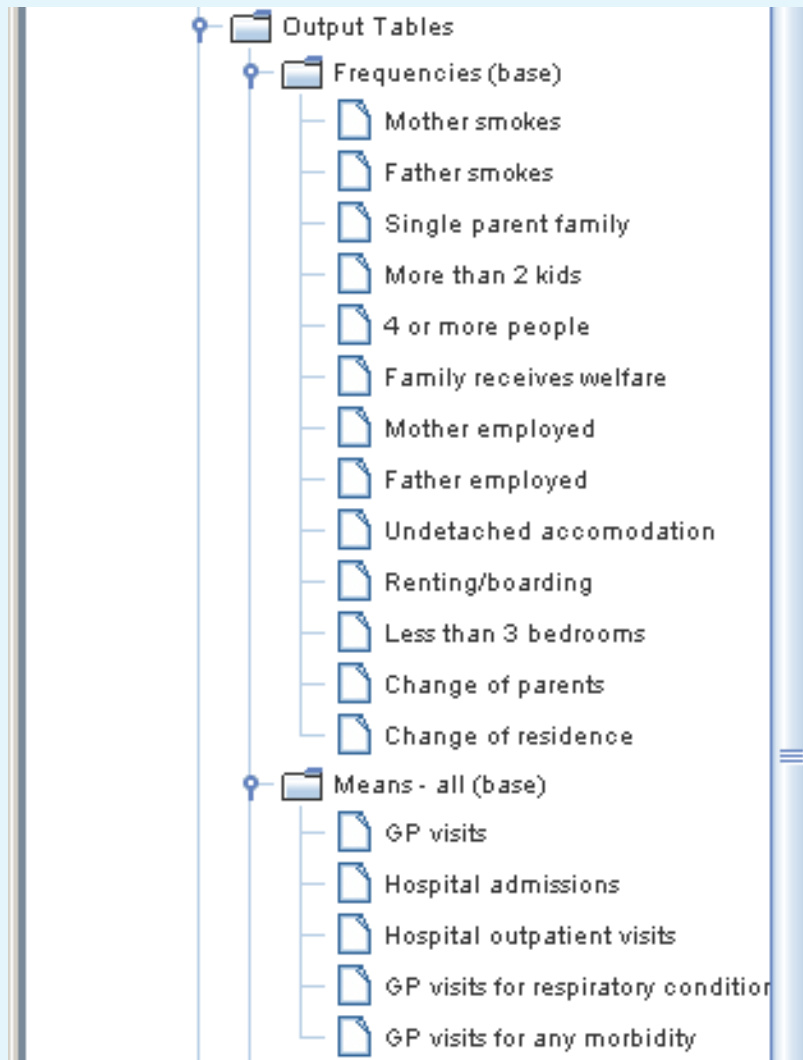 Output Tables
Frequencies (base)
Mother smokes
Father smokes
Single parent family
More than 2 kids
4 or more people
Family receives welfare
Mother employed
Father employed
Undetached accomodation
Renting/boarding
Less than 3 bedrooms
Change of parents
Change of residence
Means - all (base)
GP visits
Hospital admissions
Hospital outpatient visits
GP visits for respiratory condition
GP visits for any morbidity